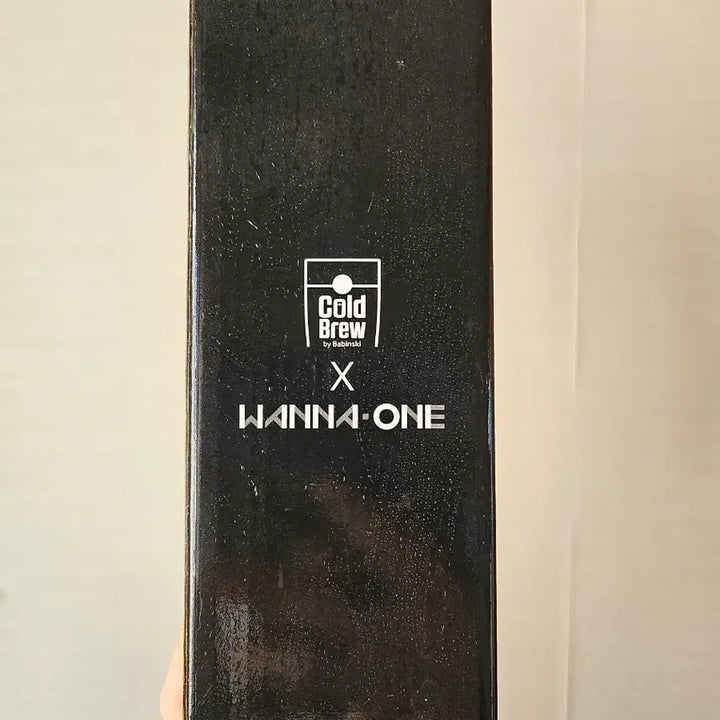 Cold
Brew
by Babinski
X
WANNA·ONE